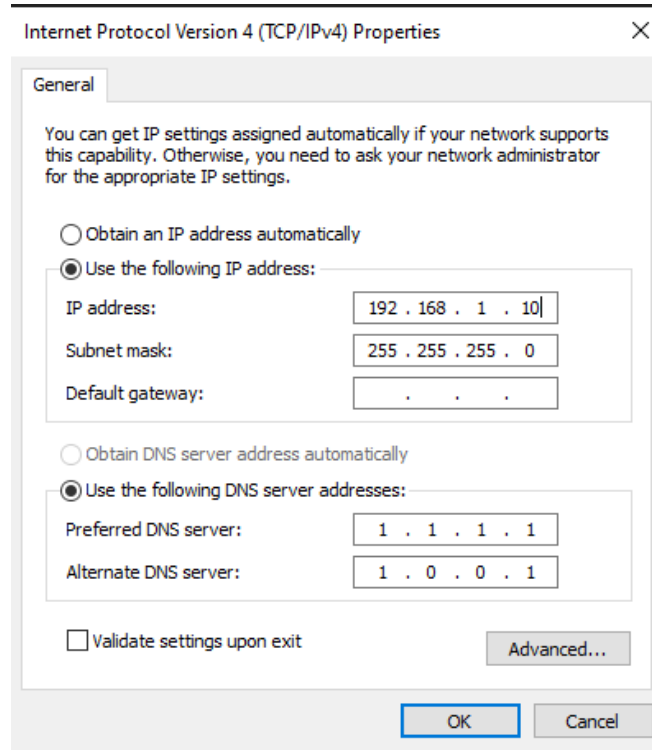 Internet Protocol Version 4 (TCP/IPv4) Properties
General
You can get IP settings assigned automatically if your network supports
this capability. Otherwise, you need to ask your network administrator
for the appropriate IP settings.
Obtain an IP address automatically
Use the following IP address:
IP address: 192 . 168 . 1 . 10
Subnet mask: 255 . 255 . 255 . 0
Default gateway: . . .
Obtain DNS server address automatically
Use the following DNS server addresses:
Preferred DNS server: 1 . 1 . 1 . 1
Alternate DNS server: 1 . 0 . 0 . 1
Validate settings upon exit
Advanced...
OK Cancel